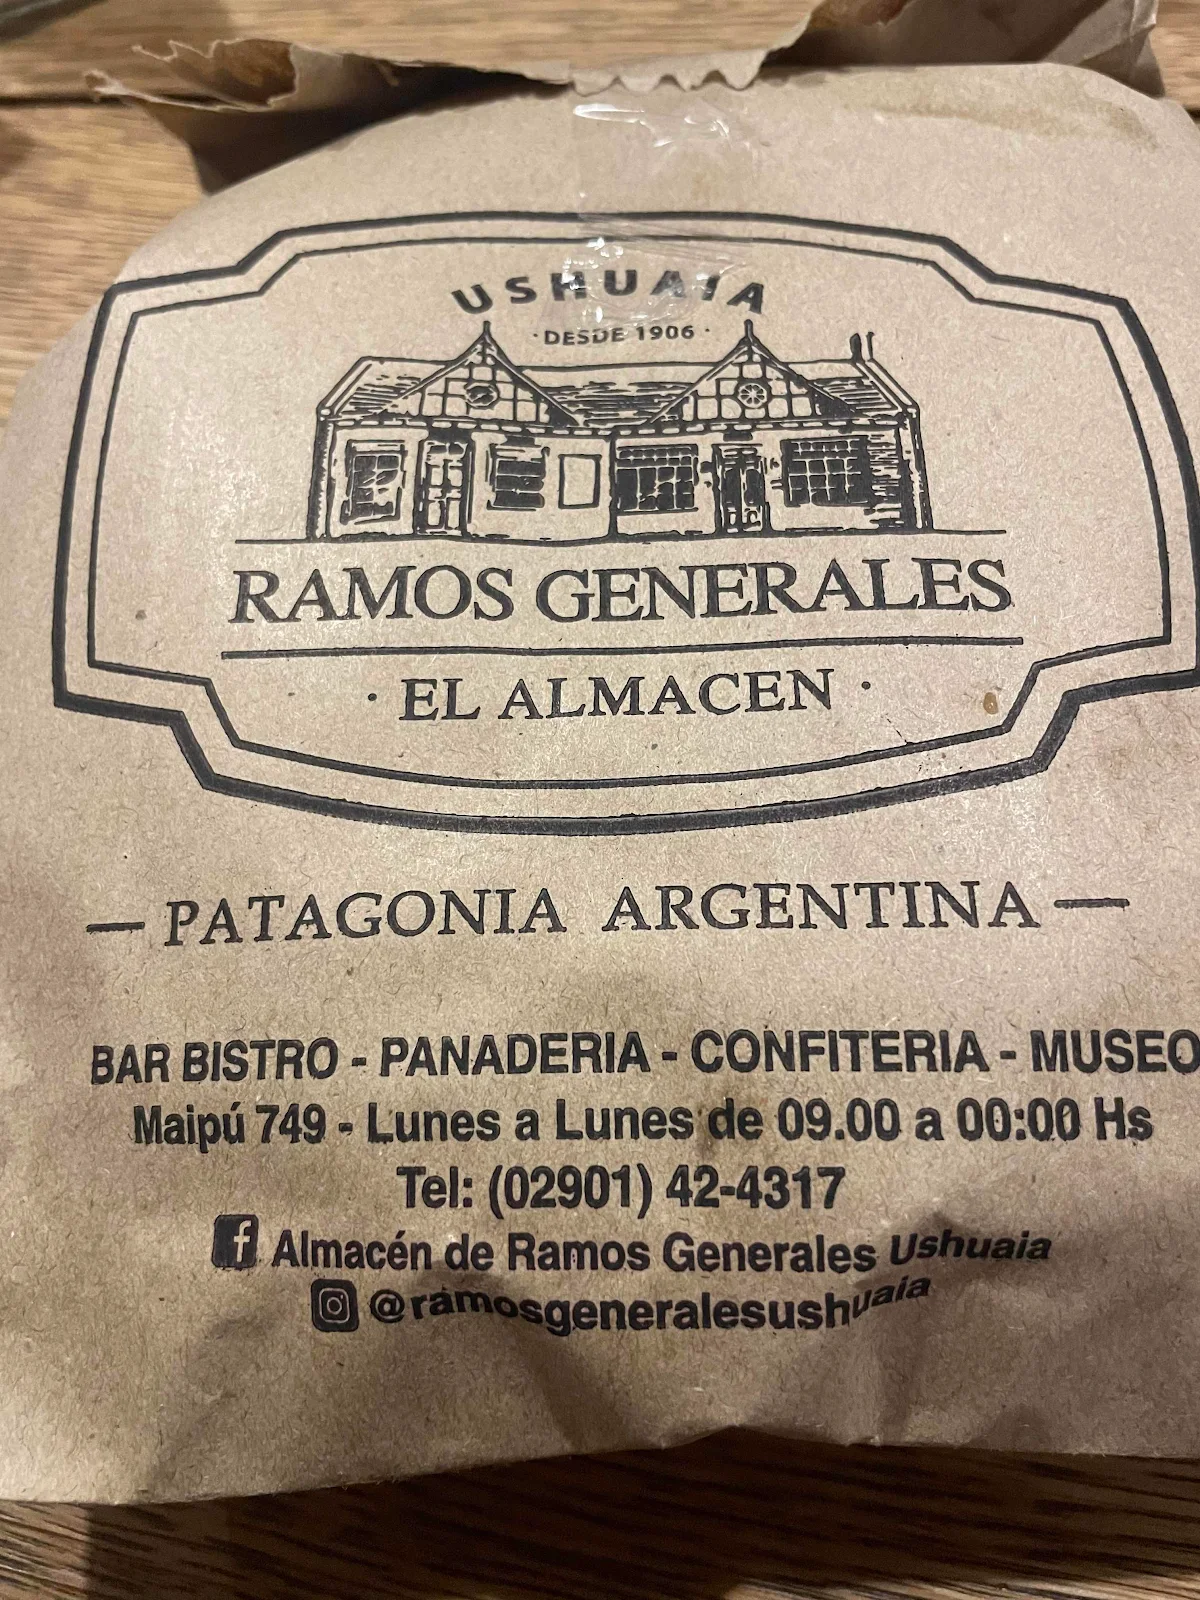 USHUAIA
· DESDE 1906 ·
RAMOS GENERALES
· EL ALMACEN ·
— PATAGONIA ARGENTINA —
BAR BISTRO - PANADERIA - CONFITERIA - MUSEO
Maipú 749 - Lunes a Lunes de 09.00 a 00:00 Hs
Tel: (02901) 42-4317
f Almacén de Ramos Generales Ushuaia
@ramosgeneralesushuaia